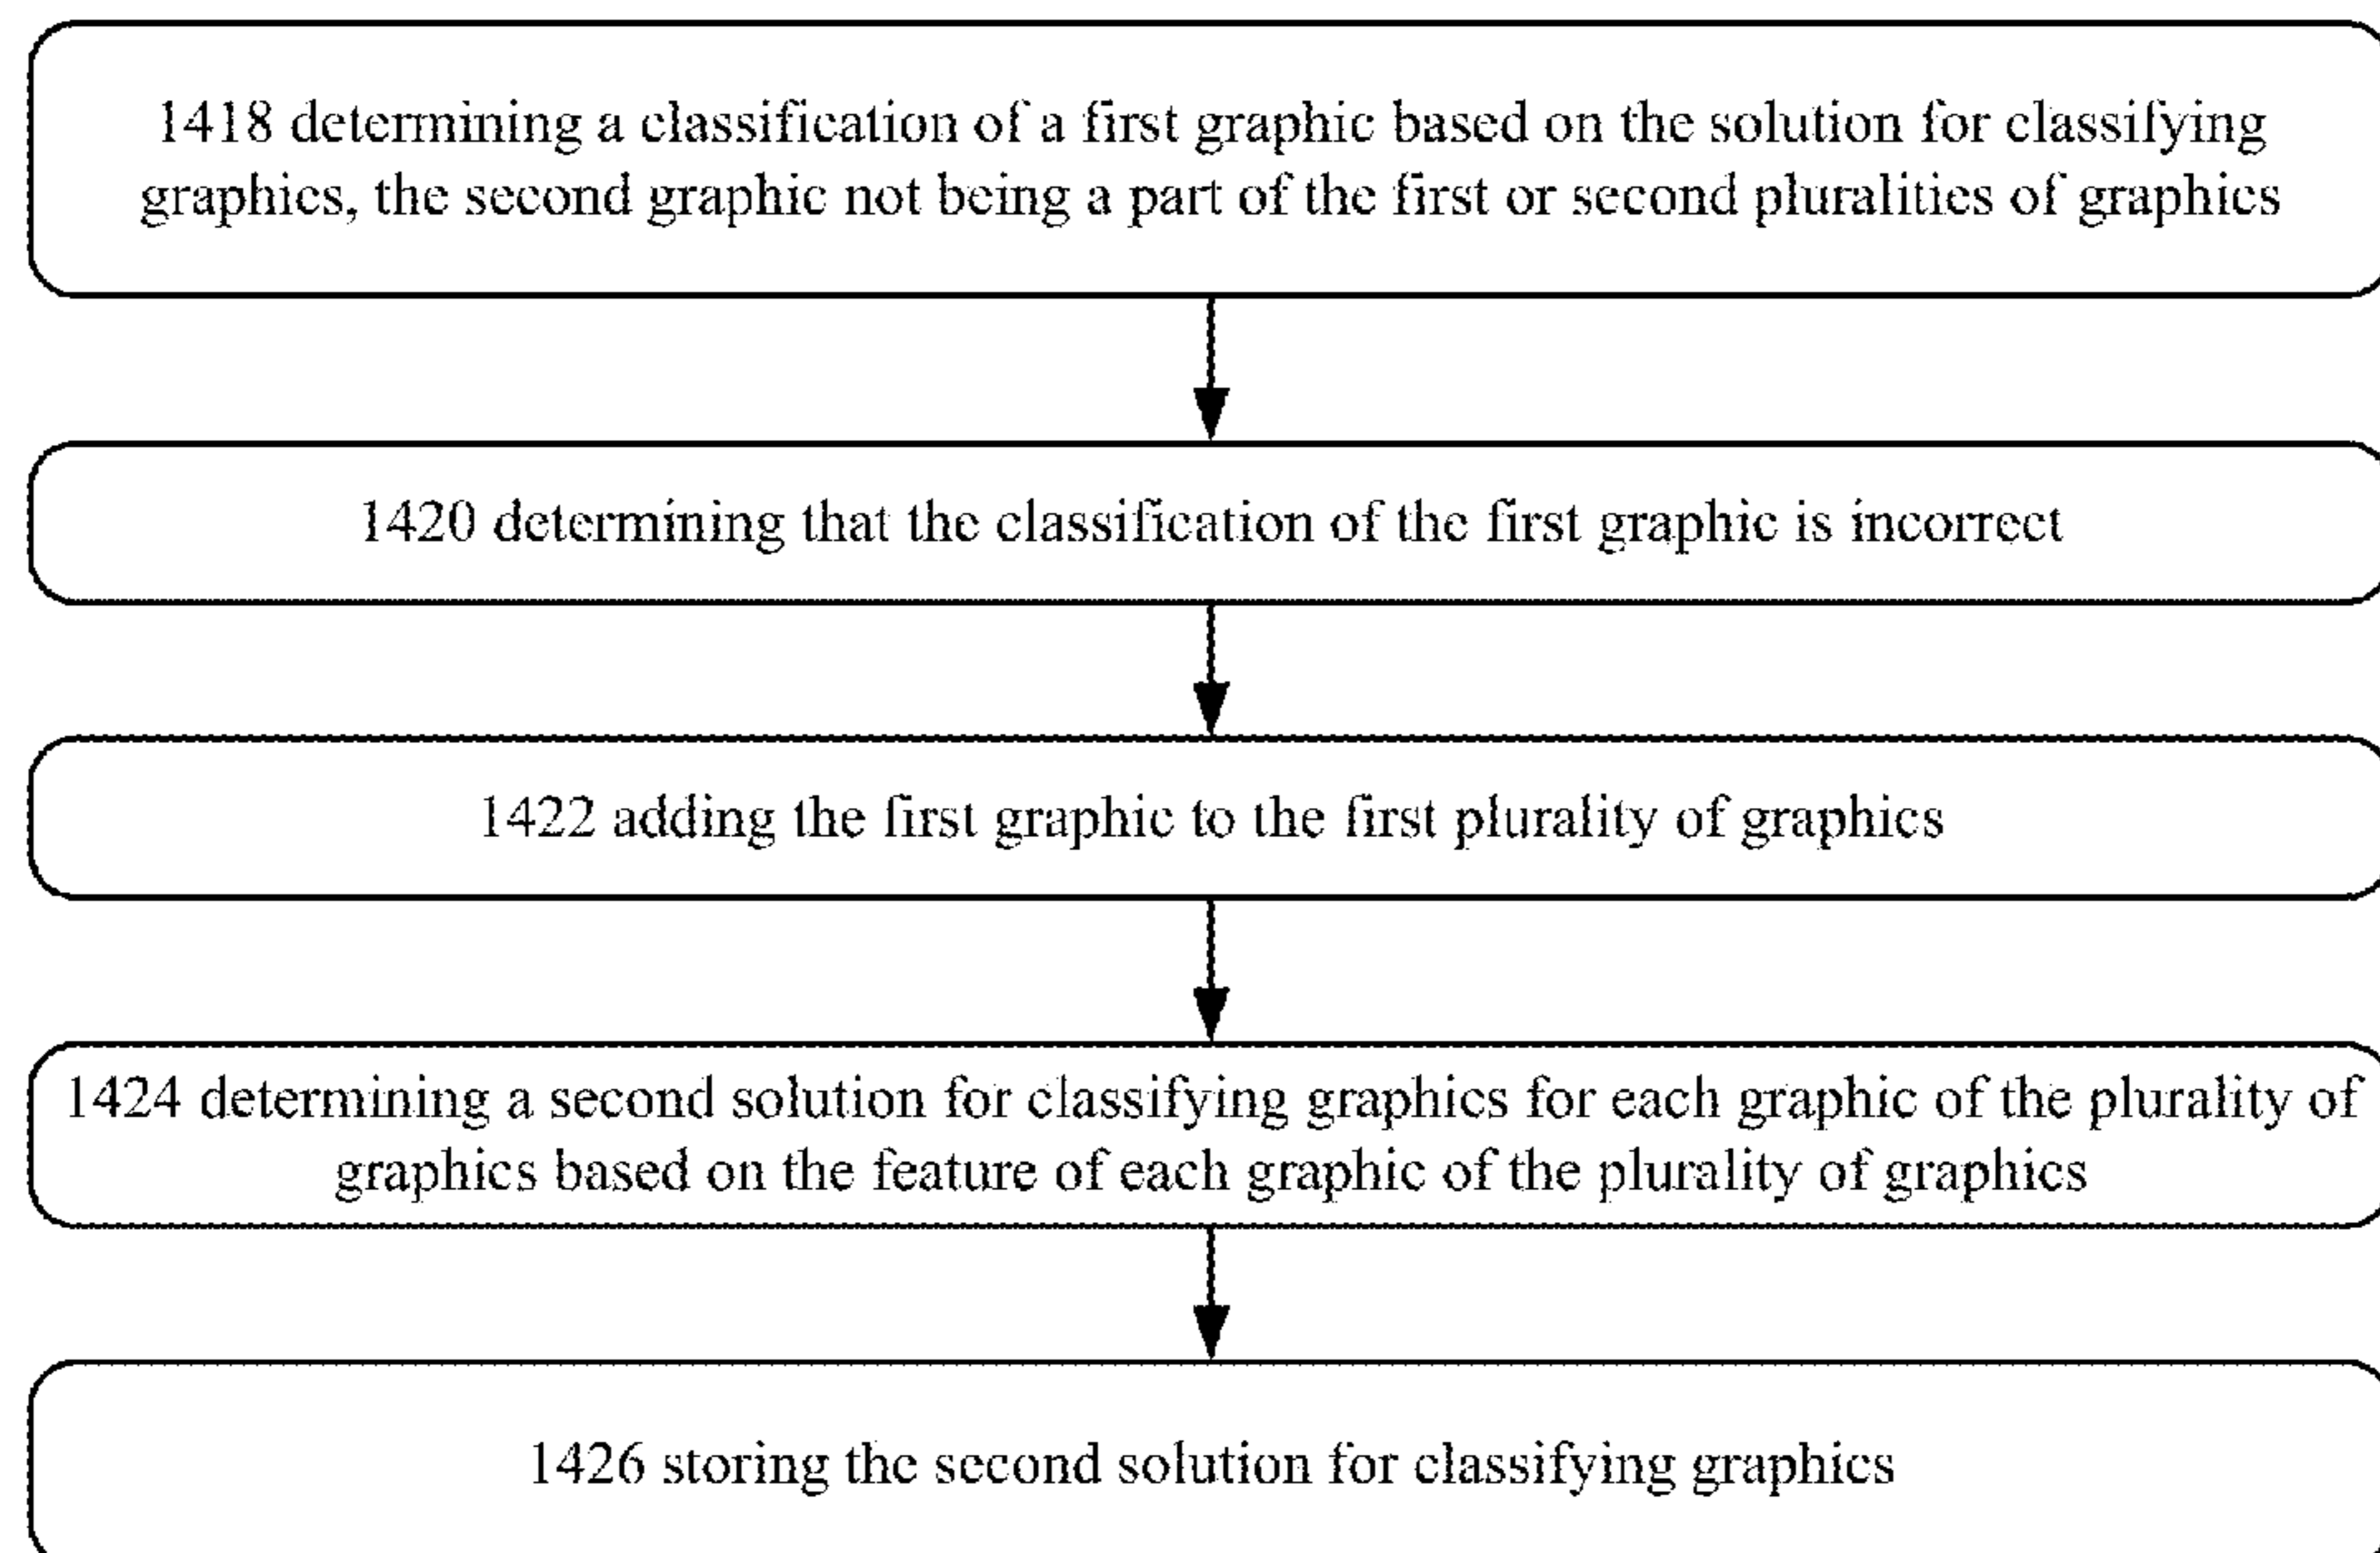 1418 determining a classification of a first graphic based on the solution for classifying
graphics, the second graphic not being a part of the first or second pluralities of graphics
1420 determining that the classification of the first graphic is incorrect
1422 adding the first graphic to the first plurality of graphics
1424 determining a second solution for classifying graphics for each graphic of the plurality of
graphics based on the feature of each graphic of the plurality of graphics
1426 storing the second solution for classifying graphics